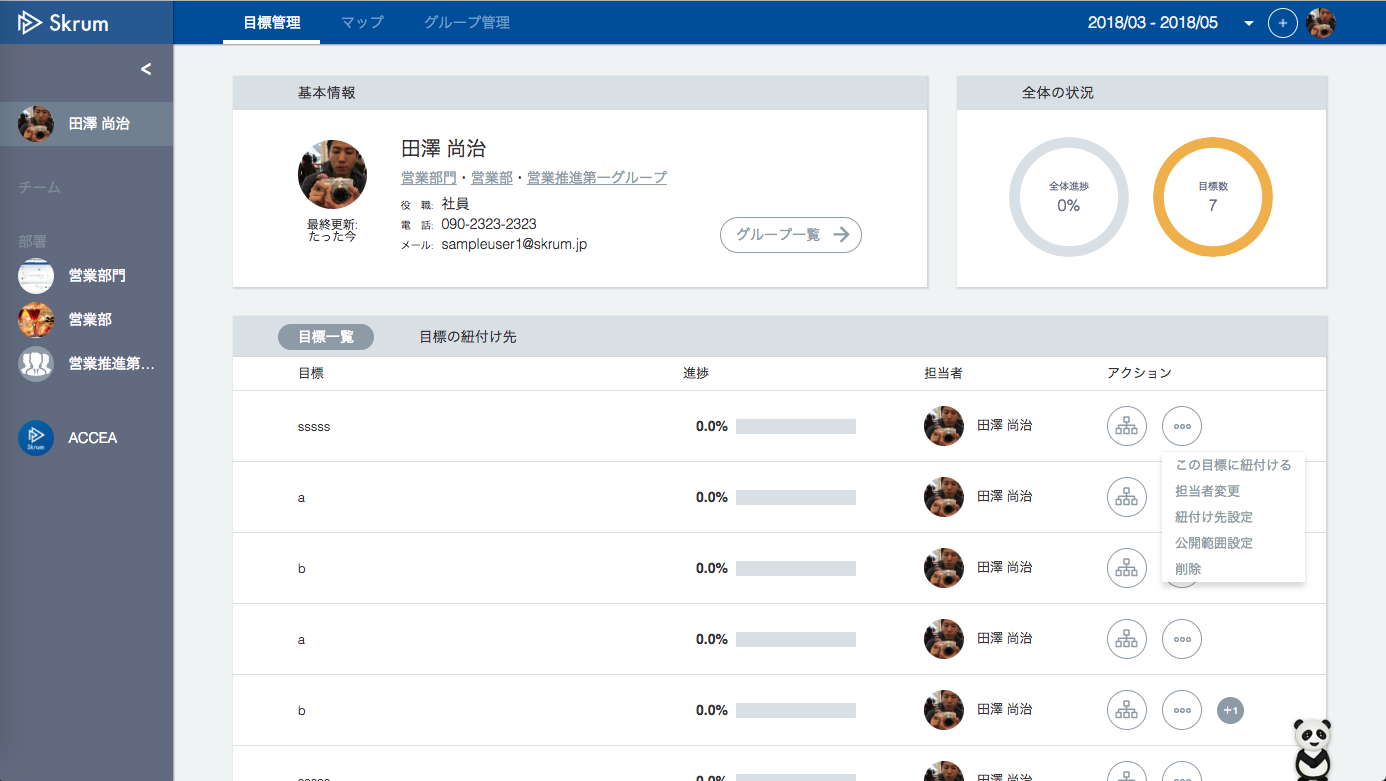 Skrum
目標管理 マップ グループ管理 2018/03 - 2018/05
<
田澤 尚治
チーム
部署
営業部門
営業部
営業推進第...
Skrum
ACCEA
基本情報
田澤 尚治
営業部門・営業部・営業推進第一グループ
役 職: 社員
電 話: 090-2323-2323
メール: sampleuser1@skrum.jp
最終更新:
たった今
グループ一覧
全体の状況
全体進捗
0%
目標数
7
目標一覧 目標の紐付け先
目標 進捗 担当者 アクション
sssss 0.0% 田澤 尚治
a 0.0% 田澤 尚治
b 0.0% 田澤 尚治
a 0.0% 田澤 尚治
b 0.0% 田澤 尚治 +1
sssss 0.0% 田澤 尚治
この目標に紐付ける
担当者変更
紐付け先設定
公開範囲設定
削除